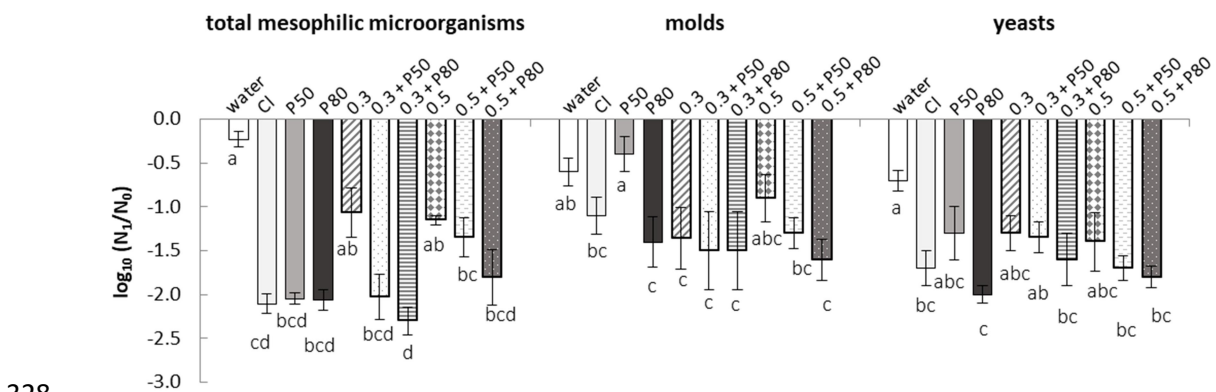 total mesophilic microorganisms molds yeasts
water Cl P50 P80 0.3 0.3 + P50 0.3 + P80 0.5 0.5 + P50 0.5 + P80 water Cl P50 P80 0.3 0.3 + P50 0.3 + P80 0.5 0.5 + P50 0.5 + P80 water Cl P50 P80 0.3 0.3 + P50 0.3 + P80 0.5 0.5 + P50 0.5 + P80
0.0
-0.5
-1.0
-1.5
-2.0
-2.5
-3.0
log₁₀ (N₁/N₀)
a cd bcd bcd ab bcd d ab bc bcd
ab bc a c c c c abc bc c
a bc abc c abc ab bc abc bc bc